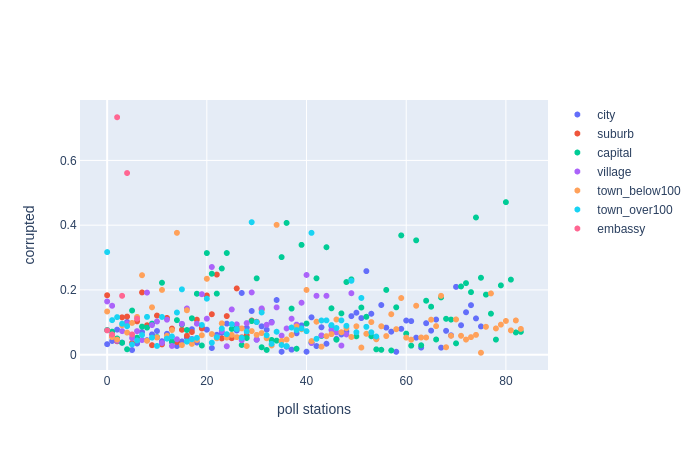 city
suburb
capital
village
town_below100
town_over100
embassy
0.6
0.4
0.2
0
0
20
40
60
80
poll stations
corrupted